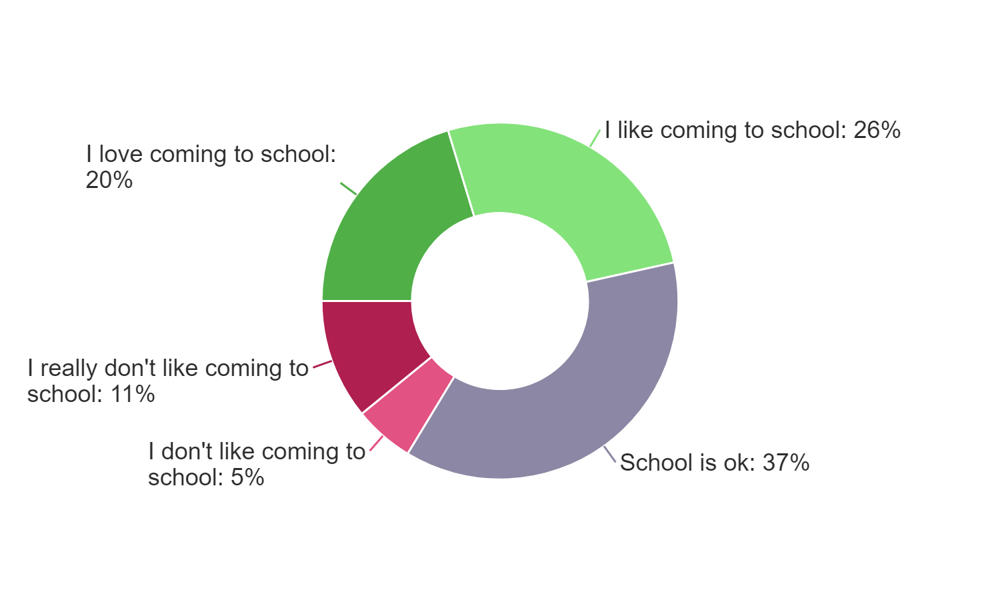 I like coming to school: 26%
I love coming to school:
20%
I really don't like coming to
school: 11%
I don't like coming to
school: 5%
School is ok: 37%